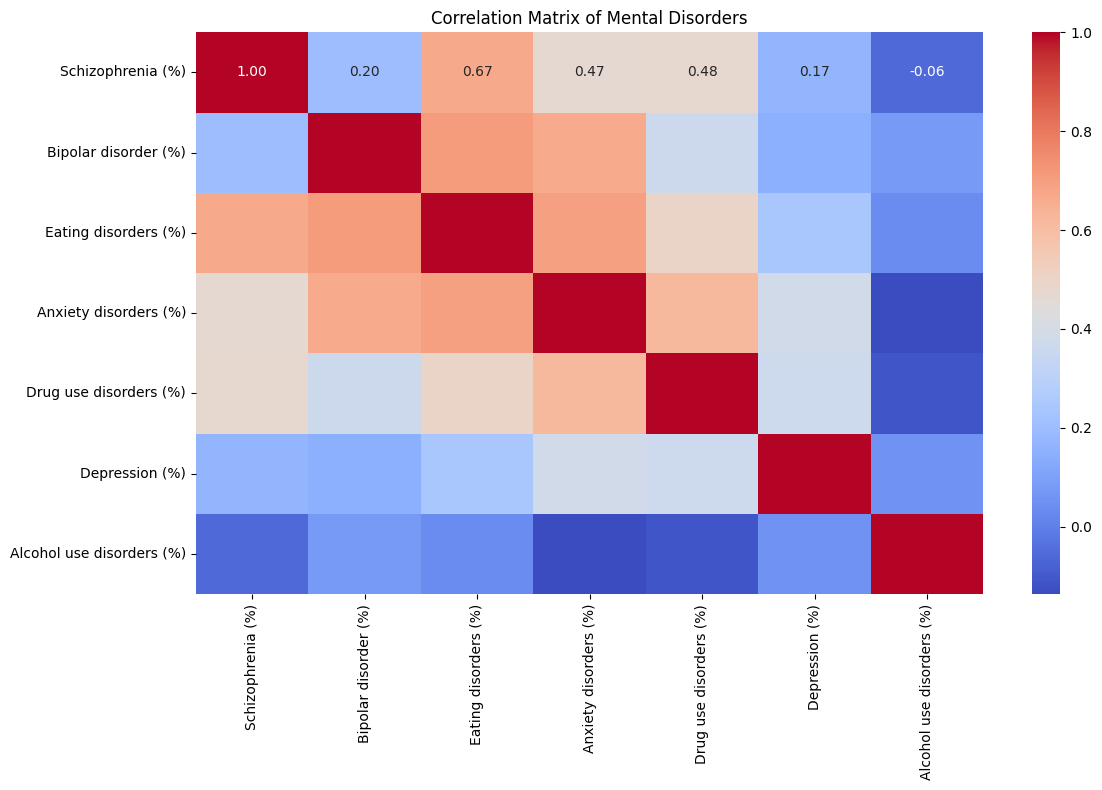 Correlation Matrix of Mental Disorders
Schizophrenia (%)
1.00 0.20 0.67 0.47 0.48 0.17 -0.06
Bipolar disorder (%)
Eating disorders (%)
Anxiety disorders (%)
Drug use disorders (%)
Depression (%)
Alcohol use disorders (%)
Schizophrenia (%)
Bipolar disorder (%)
Eating disorders (%)
Anxiety disorders (%)
Drug use disorders (%)
Depression (%)
Alcohol use disorders (%)
1.0
0.8
0.6
0.4
0.2
0.0